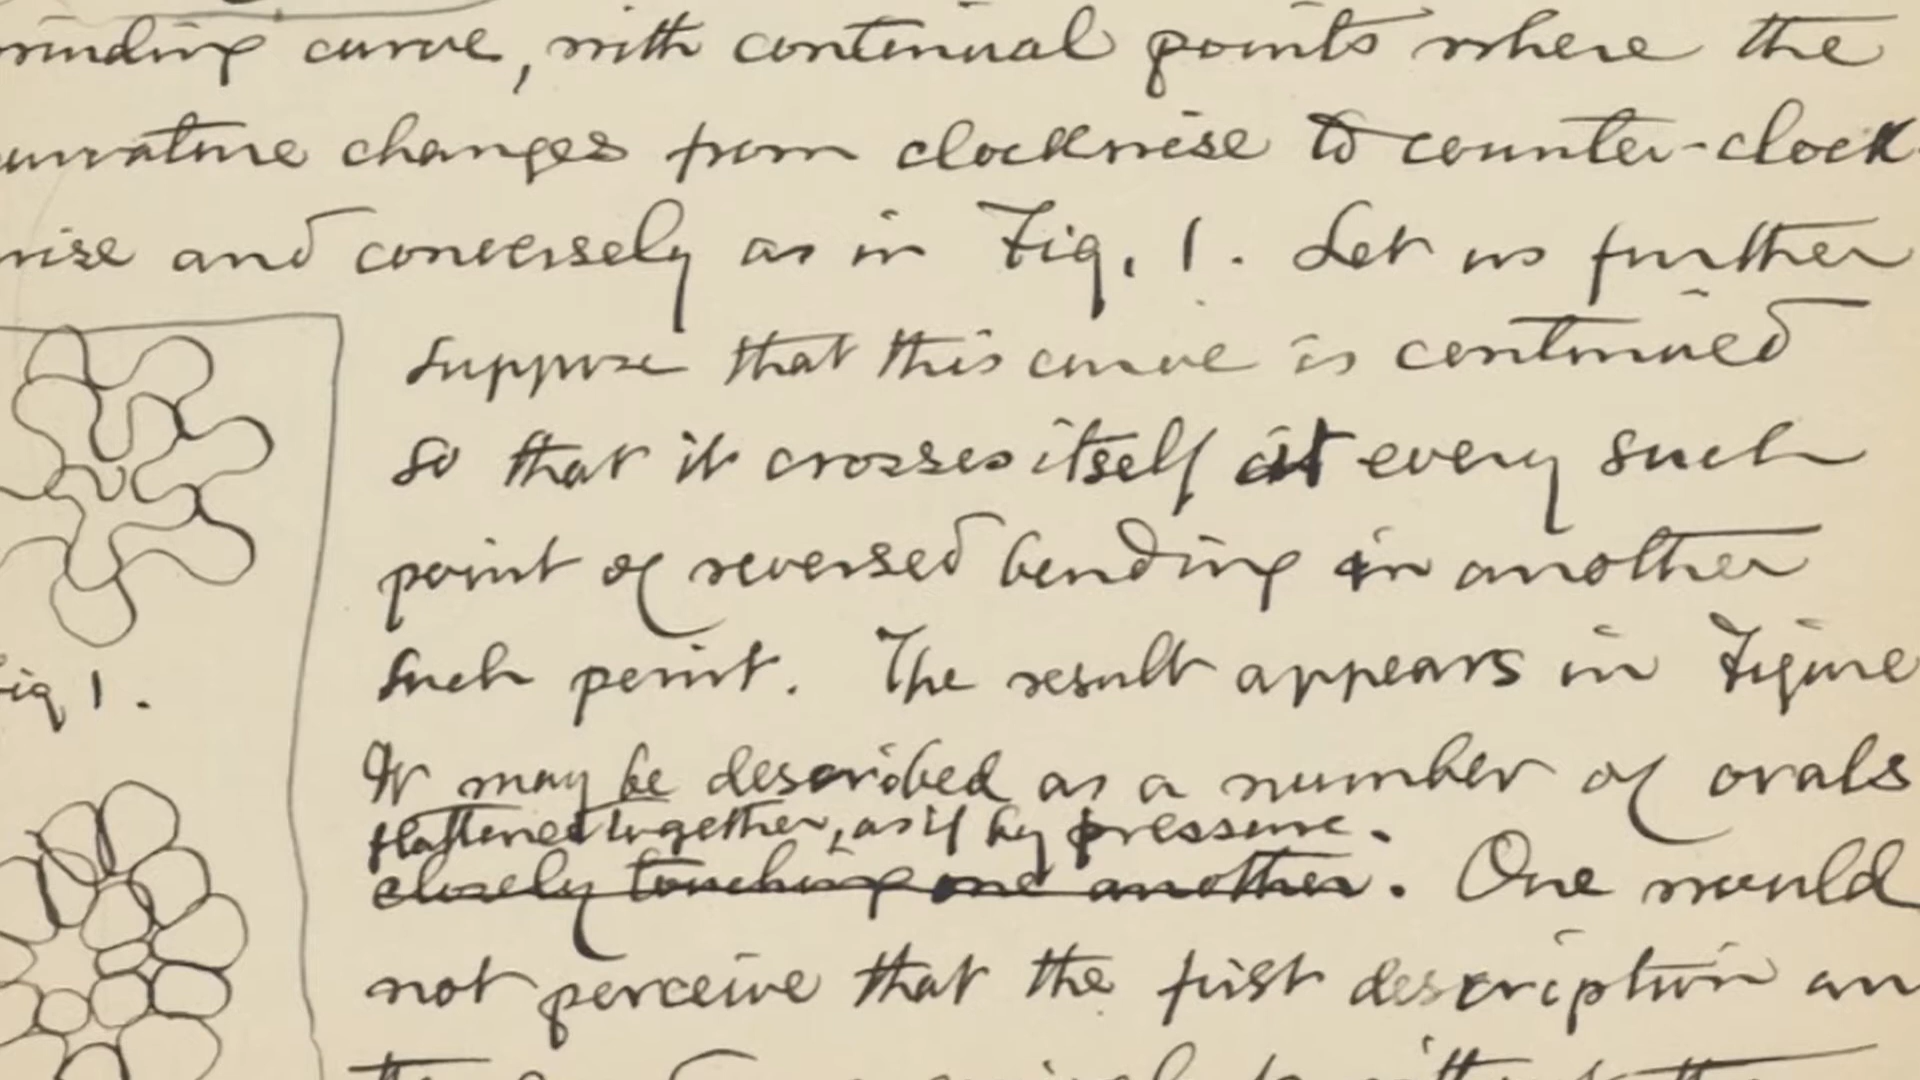 winding curve, with continual points where the
curvature changes from clockwise to counter-clock-
wise and conversely as in Fig. 1. Let us further
suppose that this curve is continued
so that it crosses itself at every such
point of reversed bending in another
such point. The result appears in Figure
Fig 1.
It may be described as a number of ovals
flattened together, as if by pressure.
closely touching one another. One would
not perceive that the first description an